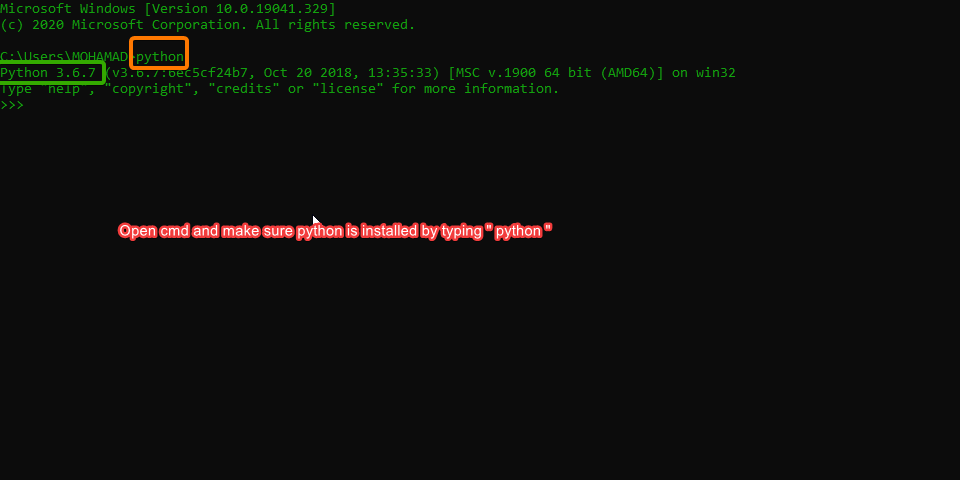 Microsoft Windows [Version 10.0.19041.329]
(c) 2020 Microsoft Corporation. All rights reserved.
C:\Users\MOHAMAD>python
Python 3.6.7 (v3.6.7:6ec5cf24b7, Oct 20 2018, 13:35:33) [MSC v.1900 64 bit (AMD64)] on win32
Type "help", "copyright", "credits" or "license" for more information.
>>>
Open cmd and make sure python is installed by typing " python "